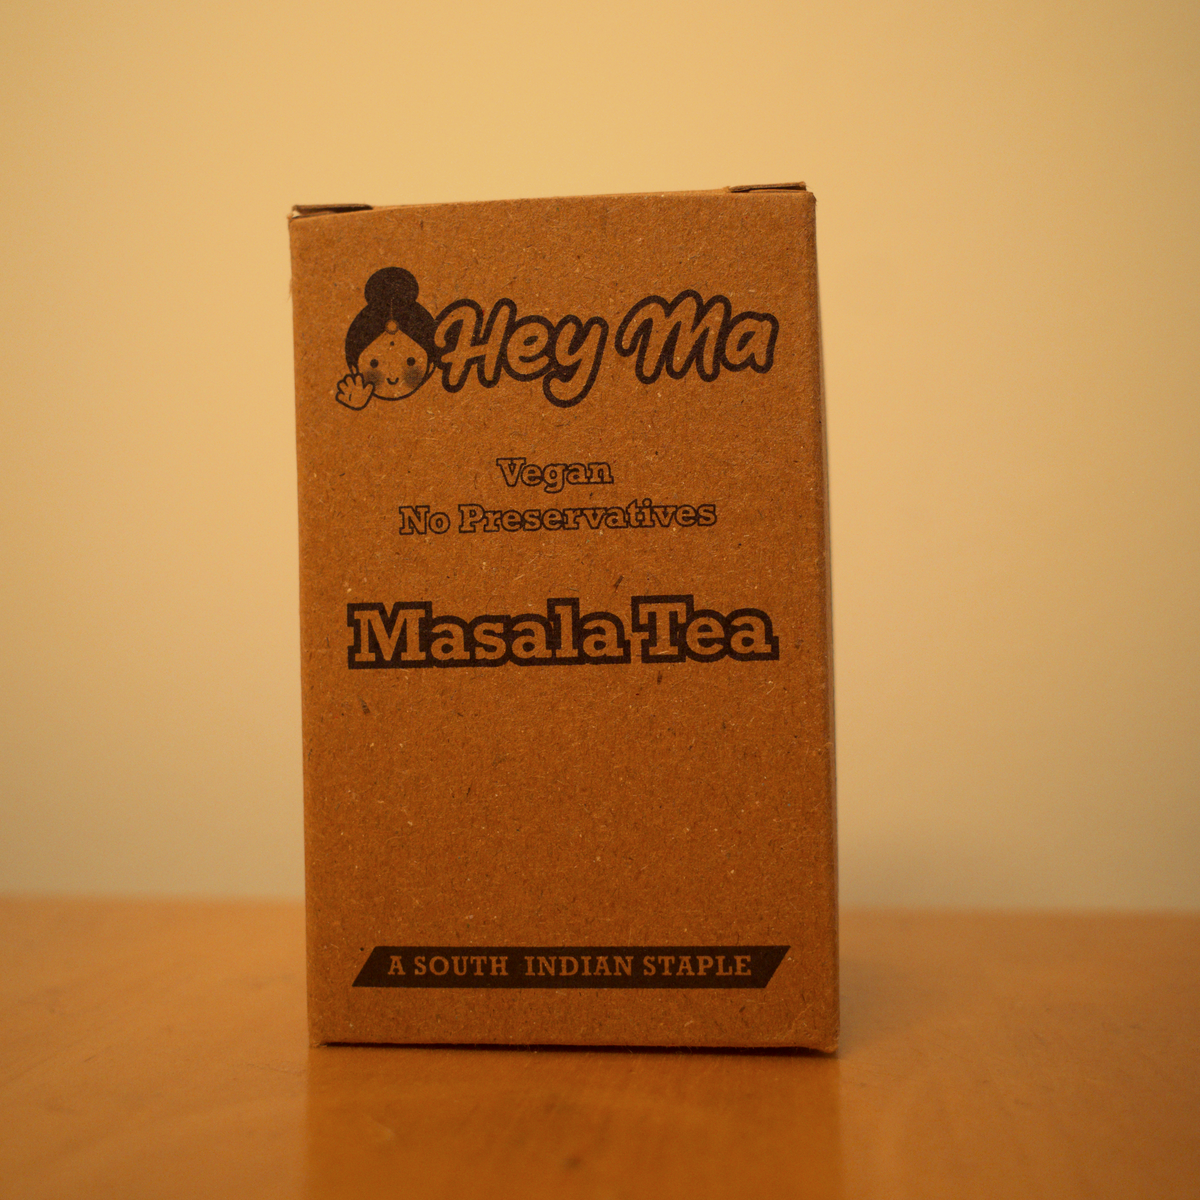 Hey Ma
Vegan
No Preservatives
Masala Tea
A SOUTH INDIAN STAPLE